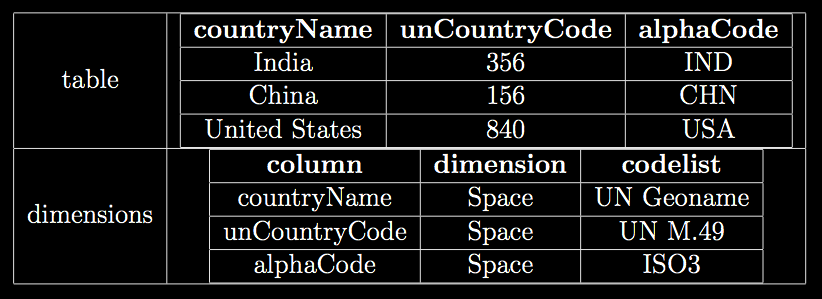 table
countryName unCountryCode alphaCode
India 356 IND
China 156 CHN
United States 840 USA
dimensions
column dimension codelist
countryName Space UN Geoname
unCountryCode Space UN M.49
alphaCode Space ISO3